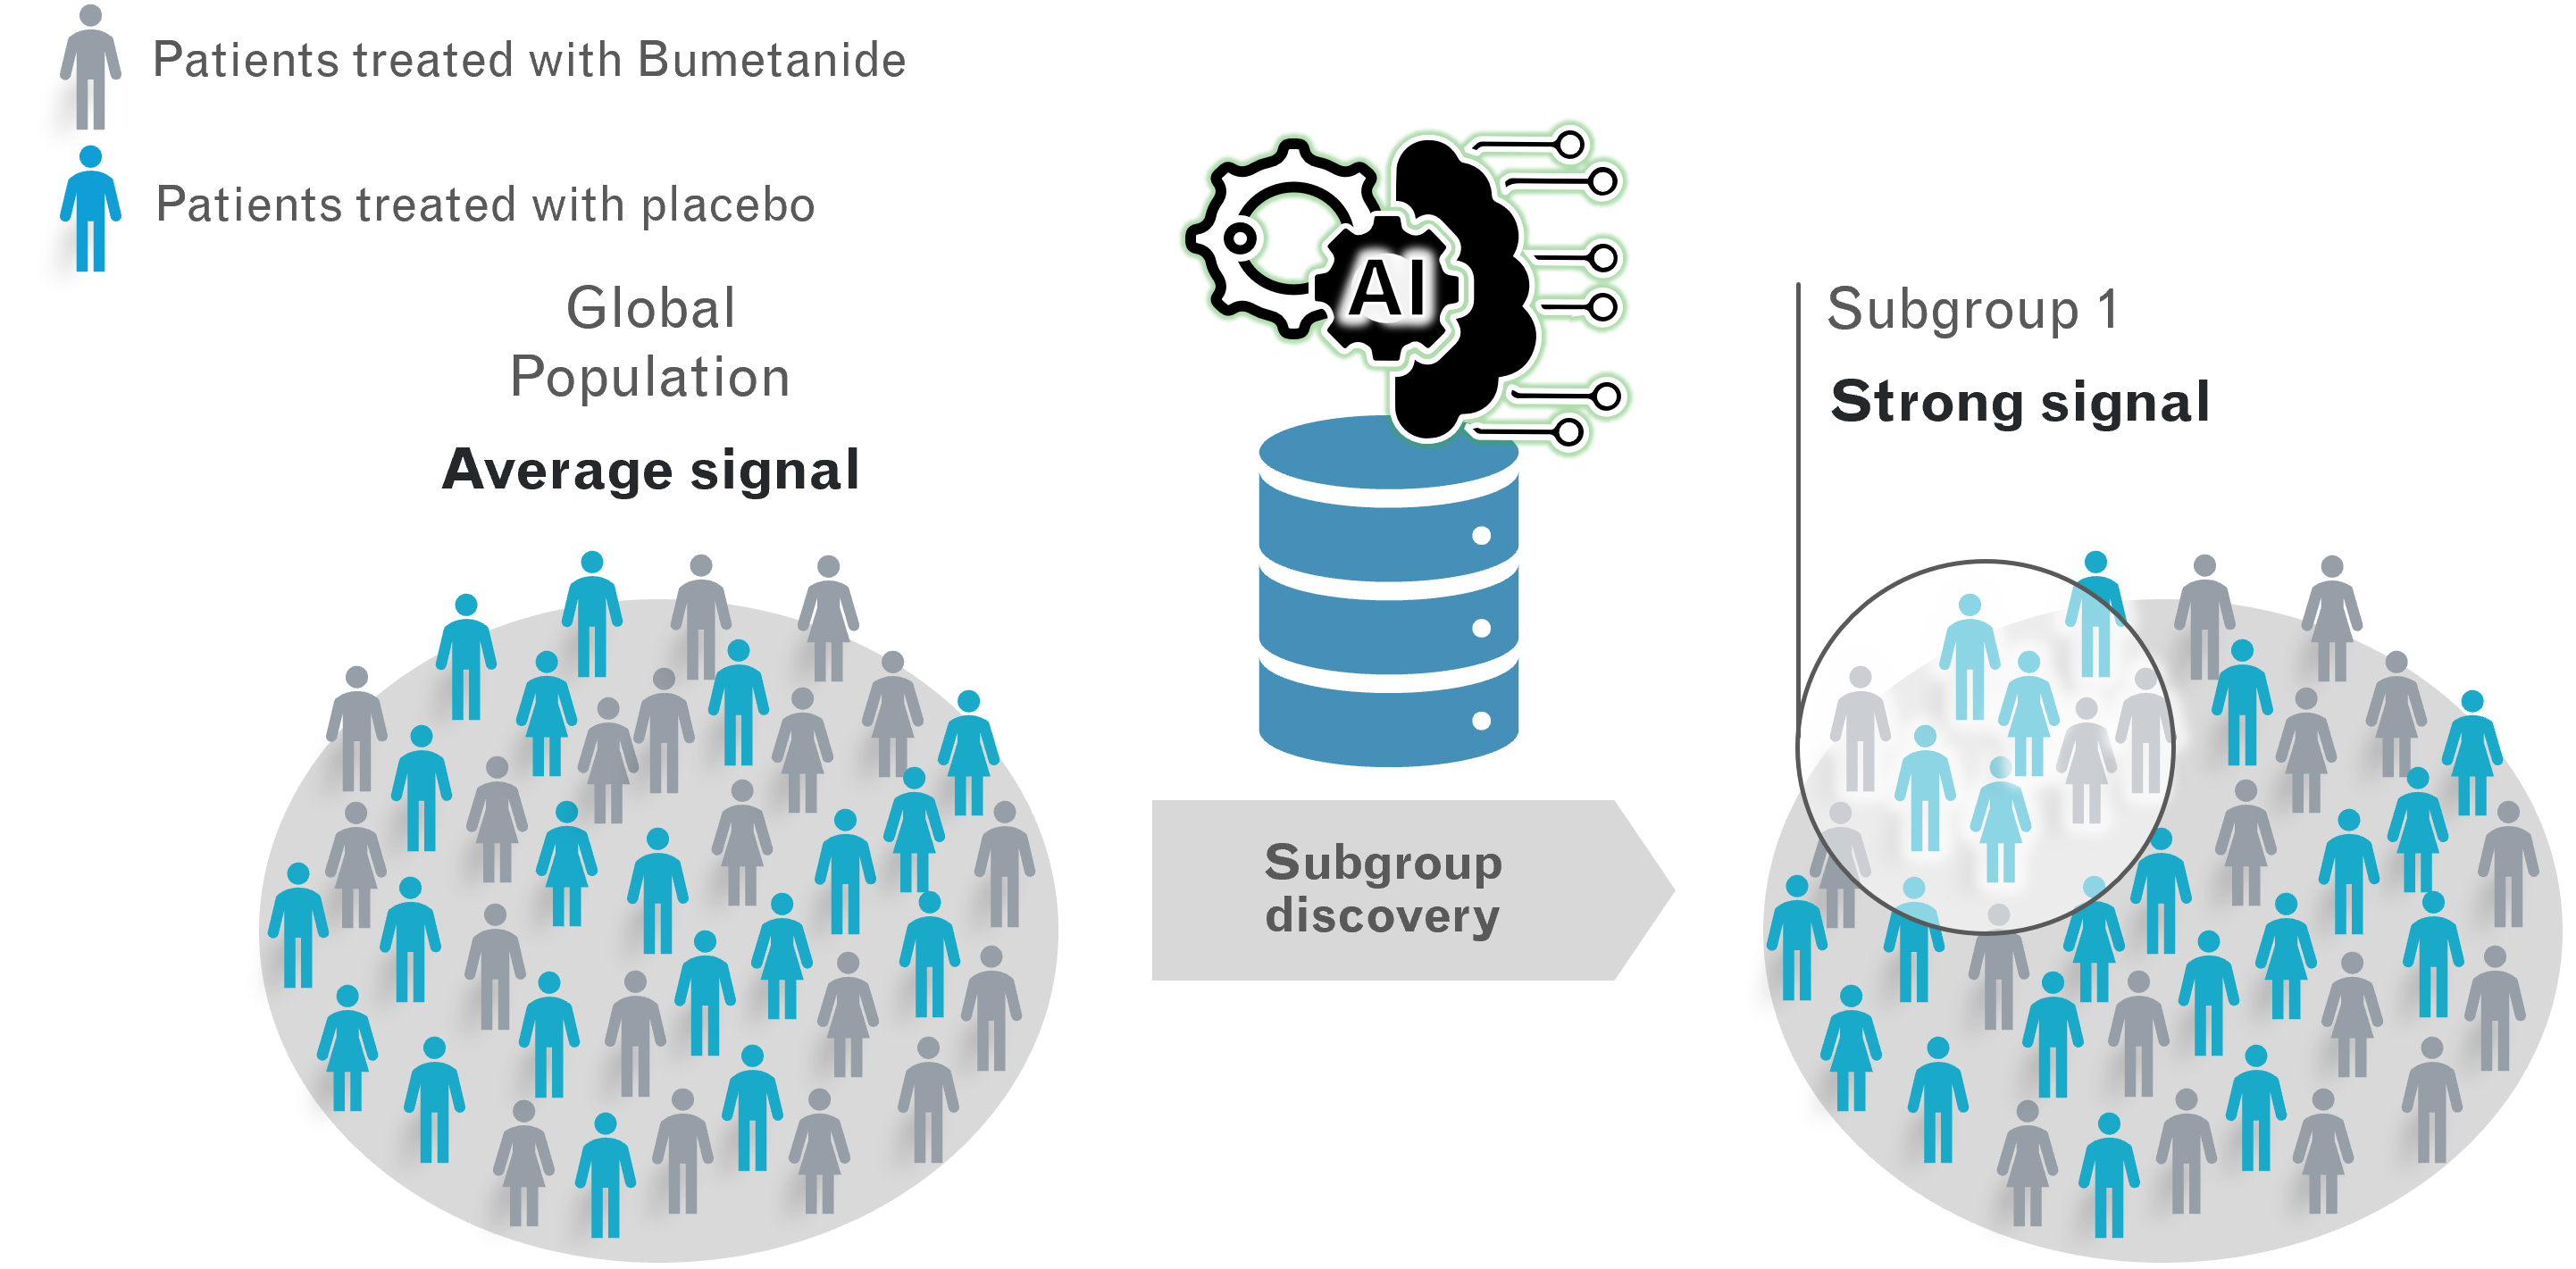 Patients treated with Bumetanide
Patients treated with placebo
Global
Population
Average signal
AI
Subgroup
discovery
Subgroup 1
Strong signal